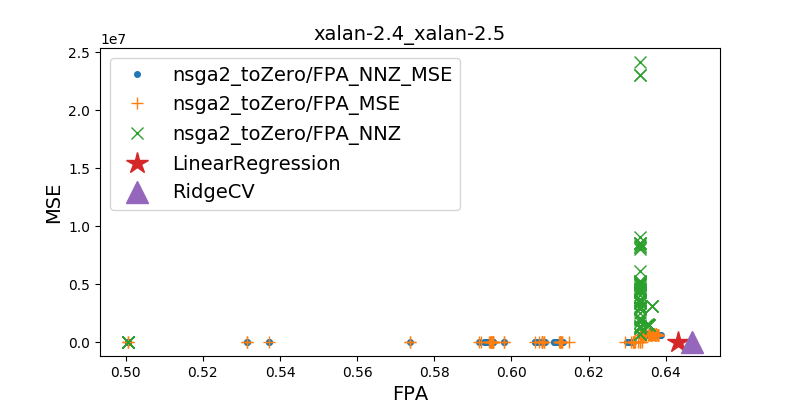 xalan-2.4_xalan-2.5
1e7
2.5
2.0
1.5
1.0
0.5
0.0
MSE
nsga2_toZero/FPA_NNZ_MSE
nsga2_toZero/FPA_MSE
nsga2_toZero/FPA_NNZ
LinearRegression
RidgeCV
0.50 0.52 0.54 0.56 0.58 0.60 0.62 0.64
FPA